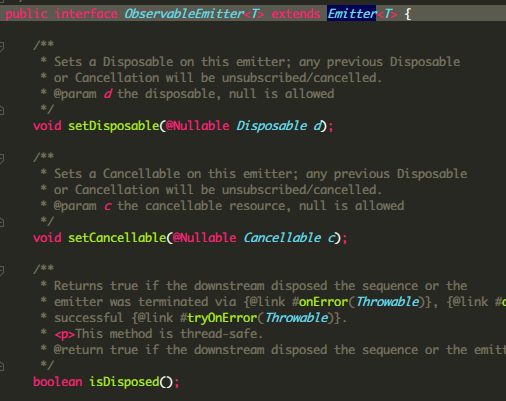 public interface ObservableEmitter<T> extends Emitter<T> {
/**
* Sets a Disposable on this emitter; any previous Disposable
* or Cancellation will be unsubscribed/cancelled.
* @param d the disposable, null is allowed
*/
void setDisposable(@Nullable Disposable d);
/**
* Sets a Cancellable on this emitter; any previous Disposable
* or Cancellation will be unsubscribed/cancelled.
* @param c the cancellable resource, null is allowed
*/
void setCancellable(@Nullable Cancellable c);
/**
* Returns true if the downstream disposed the sequence or the
* emitter was terminated via {@link #onError(Throwable)}, {@link #
* successful {@link #tryOnError(Throwable)}.
* <p>This method is thread-safe.
* @return true if the downstream disposed the sequence or the emitt
*/
boolean isDisposed();